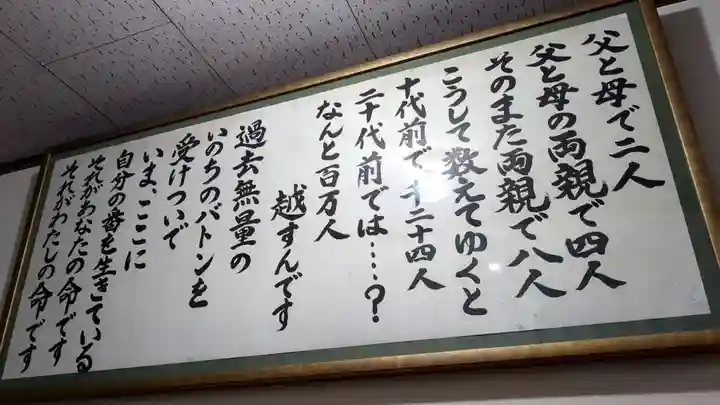 父と母で二人
父と母の両親で四人
そのまた両親で八人
こうして数えてゆくと
十代前で、千二十四人
二十代前では‥‥？
なんと百万人
越すんです
過去無量の
いのちのバトンを
受けついで
いま、ここに
自分の番を生きている
それがあなたの命です
それがわたしの命です